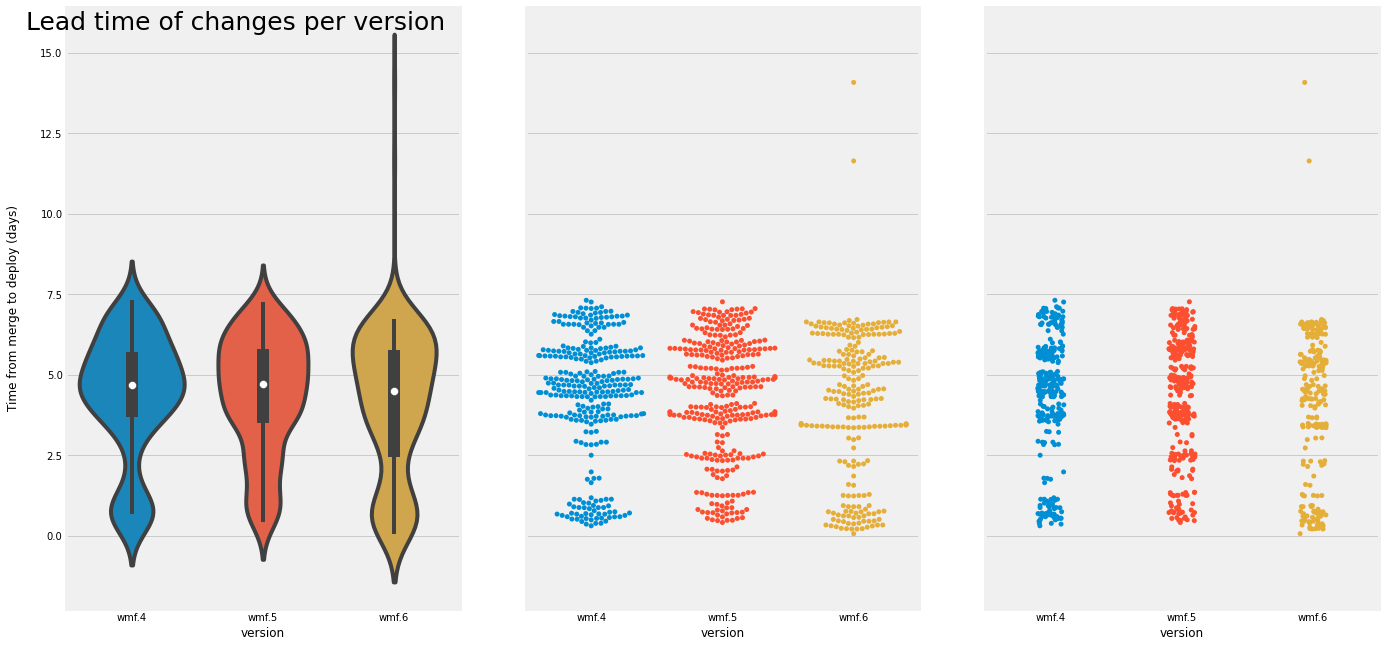 Lead time of changes per version
Time from merge to deploy (days)
15.0
12.5
10.0
7.5
5.0
2.5
0.0
wmf.4 wmf.5 wmf.6
version
wmf.4 wmf.5 wmf.6
version
wmf.4 wmf.5 wmf.6
version